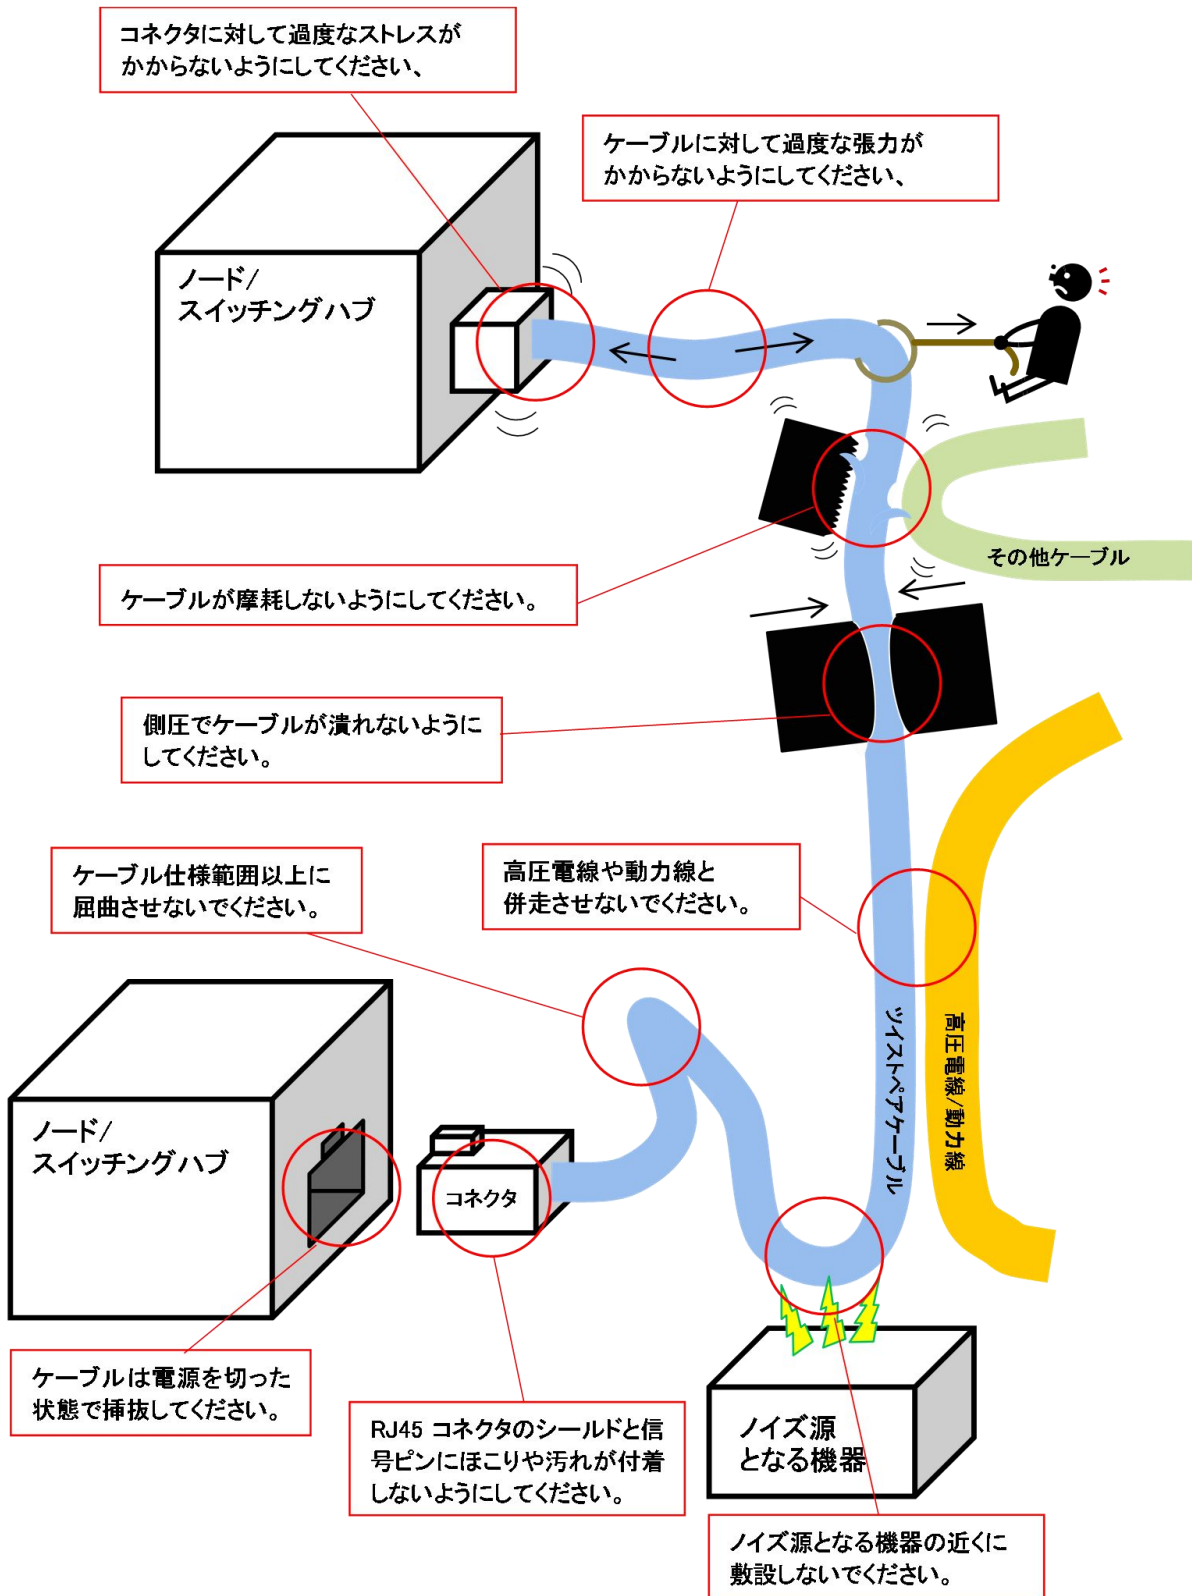 コネクタに対して過度なストレスが
かからないようにしてください、
ケーブルに対して過度な張力が
かからないようにしてください、
ノード/
スイッチングハブ
その他ケーブル
ケーブルが摩耗しないようにしてください。
側圧でケーブルが潰れないように
してください。
ケーブル仕様範囲以上に
屈曲させないでください。
高圧電線や動力線と
併走させないでください。
ツイストペアケーブル
高圧電線/動力線
ノード/
スイッチングハブ
コネクタ
ケーブルは電源を切った
状態で挿抜してください。
RJ45 コネクタのシールドと信
号ピンにほこりや汚れが付着
しないようにしてください。
ノイズ源
となる機器
ノイズ源となる機器の近くに
敷設しないでください。